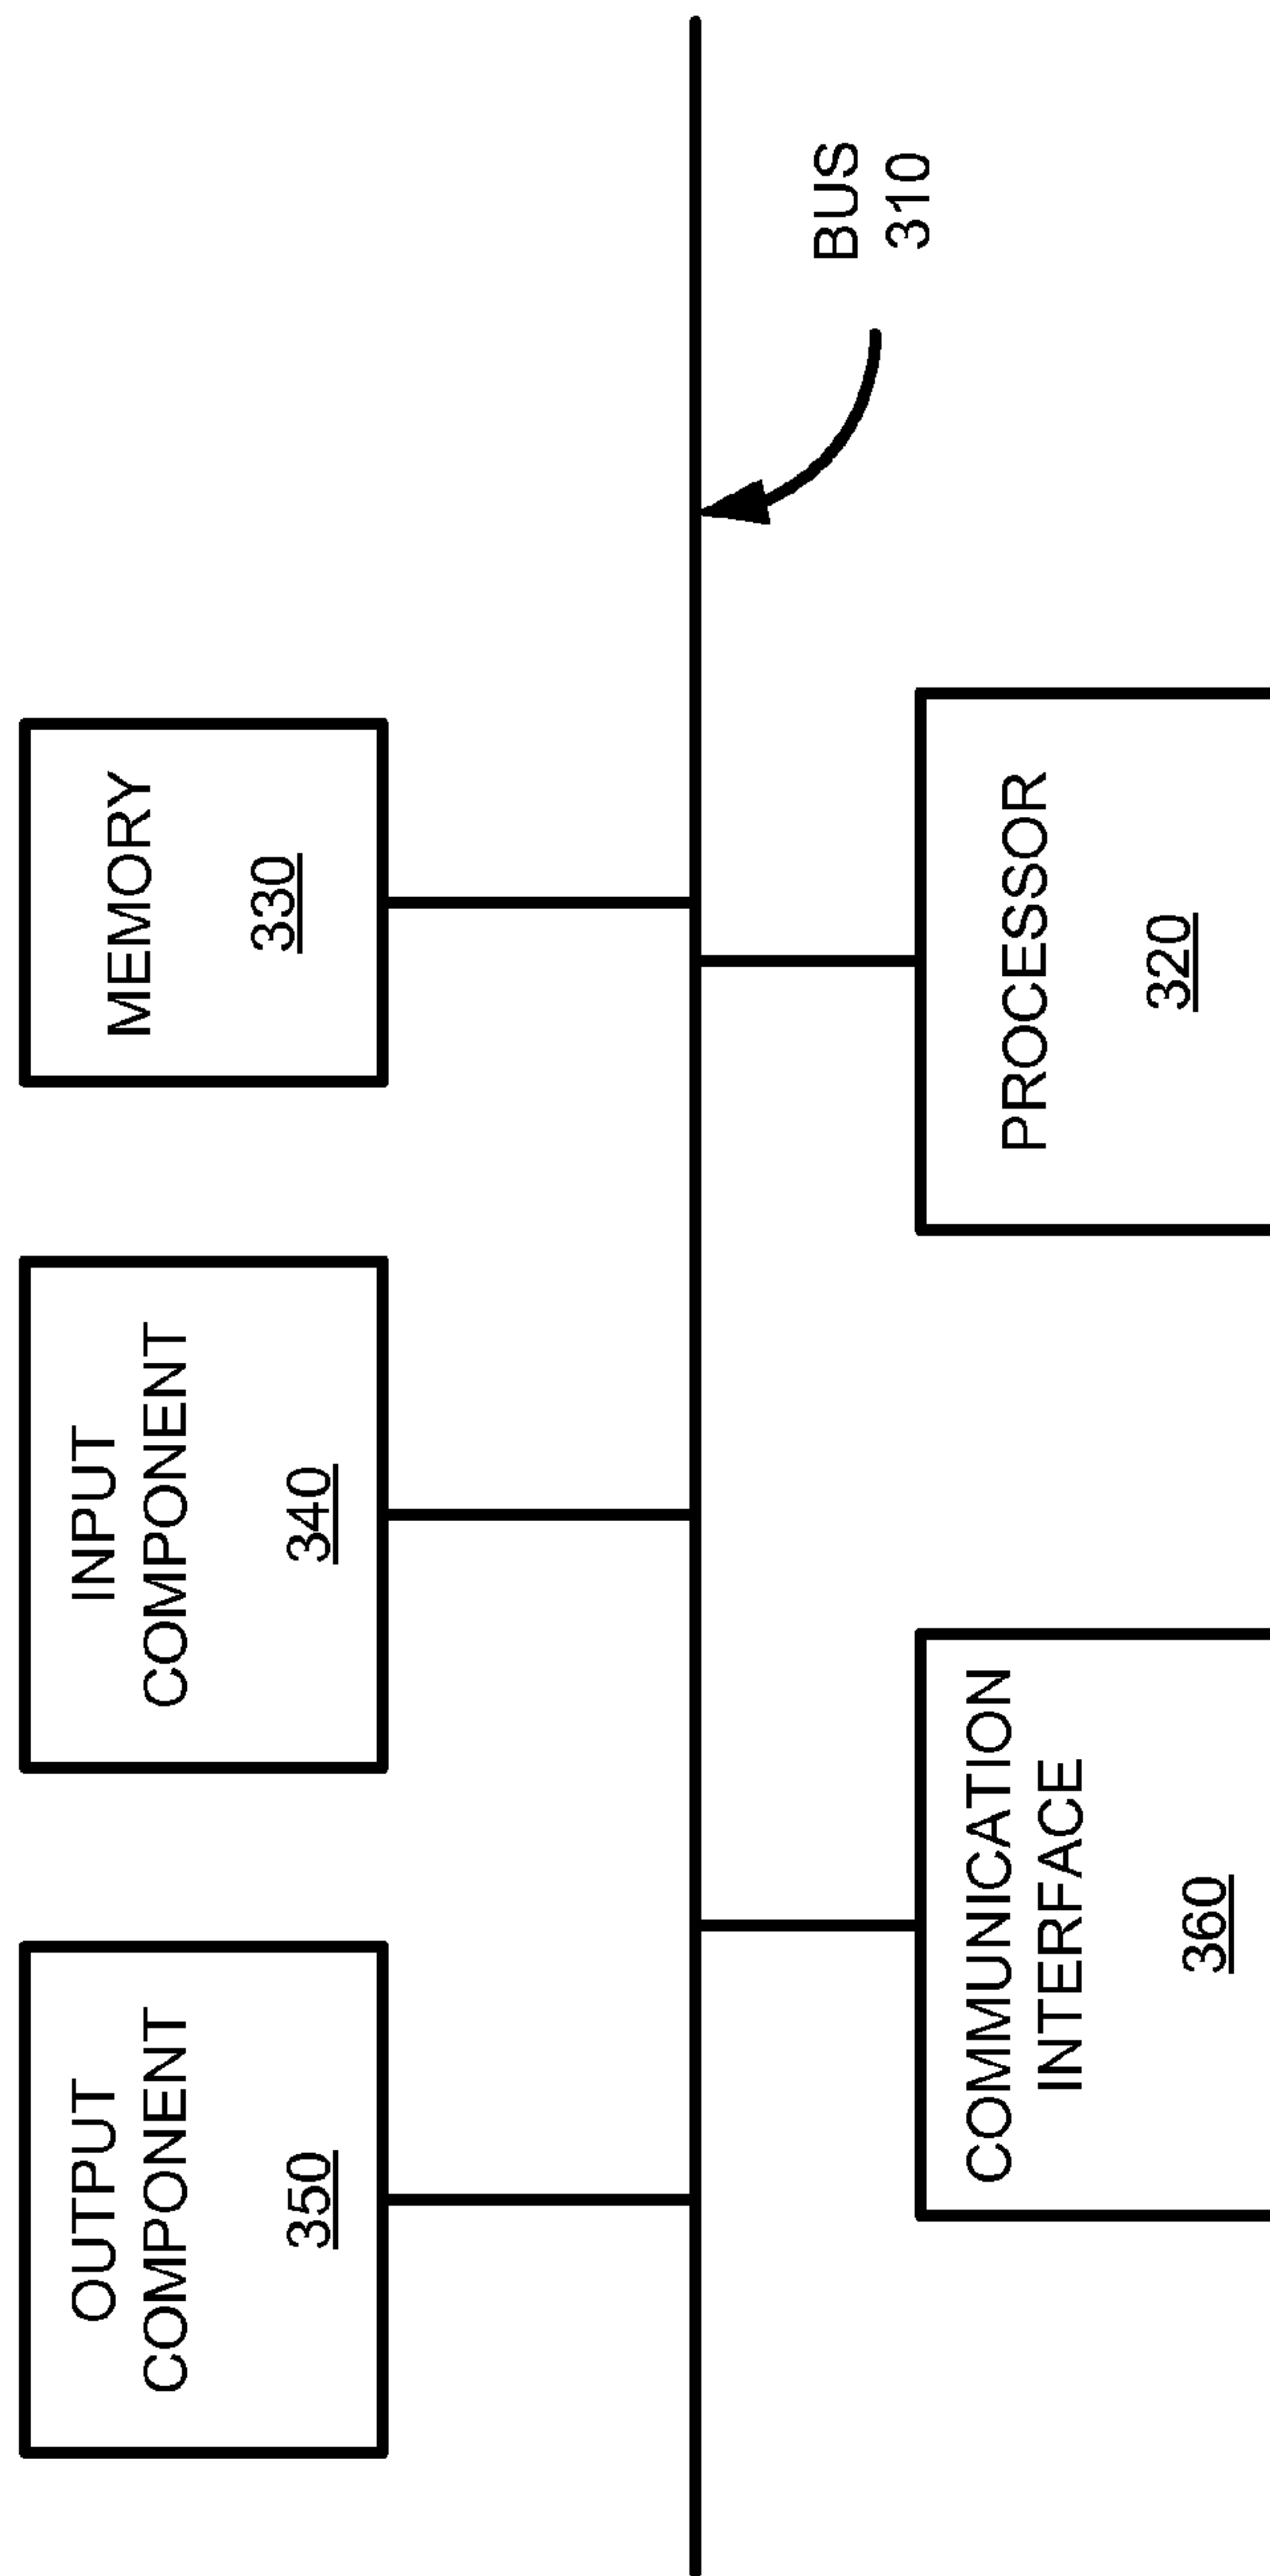 OUTPUT
COMPONENT
350
INPUT
COMPONENT
340
MEMORY
330
BUS
310
COMMUNICATION
INTERFACE
360
PROCESSOR
320